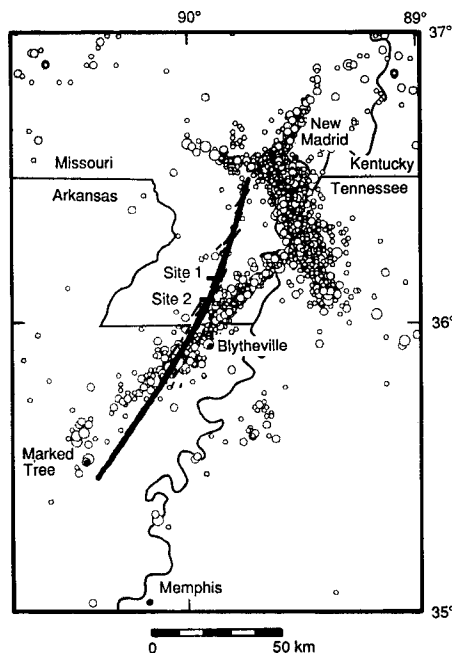 90°
89°
37°
New
Madrid
Missouri
Kentucky
Arkansas
Tennessee
Site 1
Site 2
36°
Blytheville
Marked
Tree
Memphis
35°
0
50 km